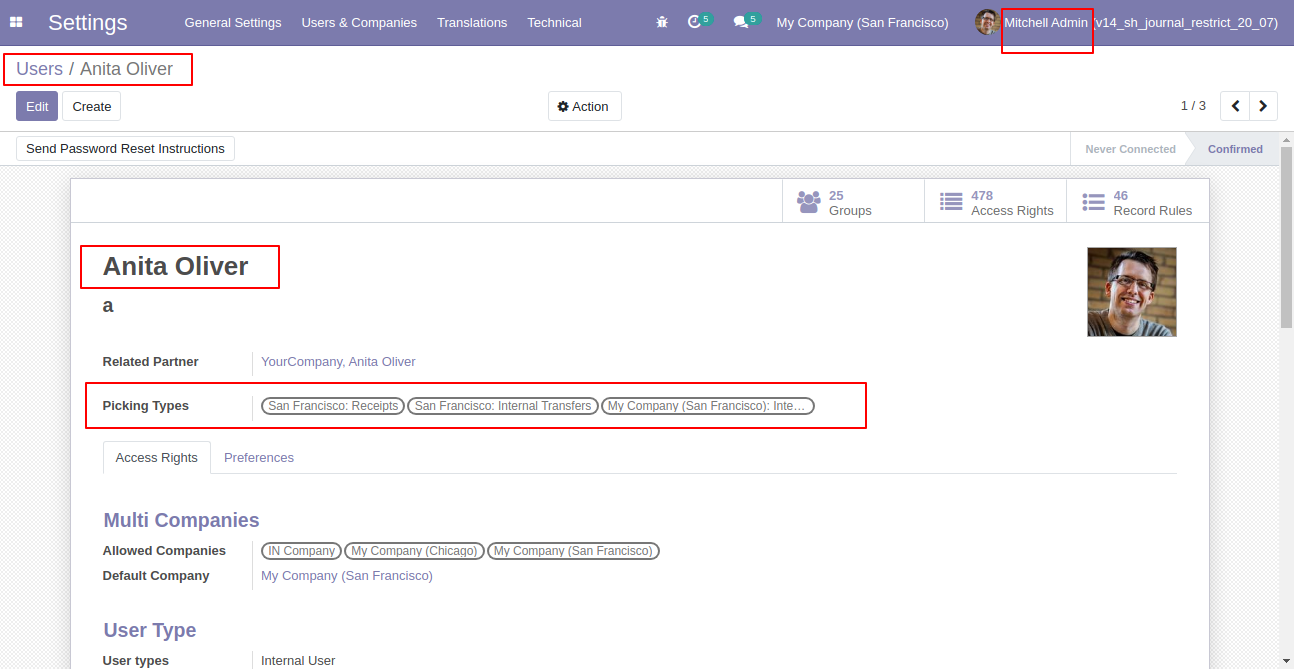 Settings General Settings Users & Companies Translations Technical 5 5 My Company (San Francisco) Mitchell Admin (v14_sh_journal_restrict_20_07)
Users / Anita Oliver
Edit Create Action 1 / 3
Send Password Reset Instructions Never Connected Confirmed
25 478 46
Groups Access Rights Record Rules
Anita Oliver
a
Related Partner YourCompany, Anita Oliver
Picking Types San Francisco: Receipts San Francisco: Internal Transfers My Company (San Francisco): Inte…
Access Rights Preferences
Multi Companies
Allowed Companies IN Company My Company (Chicago) My Company (San Francisco)
Default Company My Company (San Francisco)
User Type
User types Internal User